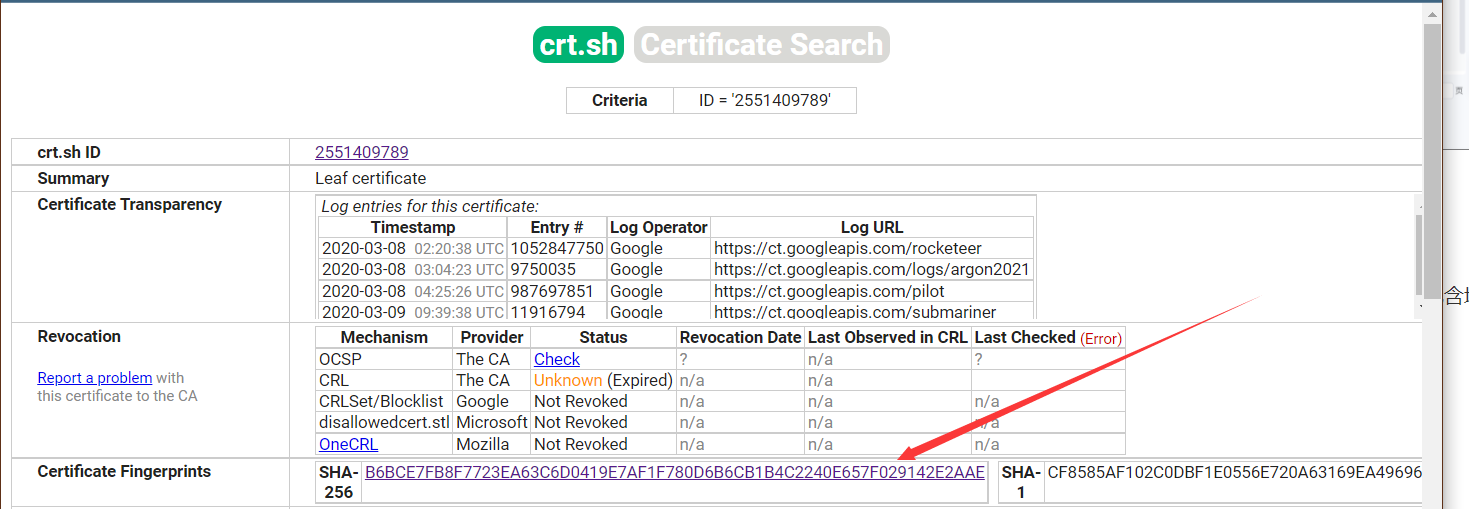 crt.sh Certificate Search
Criteria ID = '2551409789'
crt.sh ID 2551409789
Summary Leaf certificate
Certificate Transparency Log entries for this certificate:
Timestamp Entry # Log Operator Log URL
2020-03-08 02:20:38 UTC 1052847750 Google https://ct.googleapis.com/rocketeer
2020-03-08 03:04:23 UTC 9750035 Google https://ct.googleapis.com/logs/argon2021
2020-03-08 04:25:26 UTC 987697851 Google https://ct.googleapis.com/pilot
2020-03-09 09:39:38 UTC 11916794 Google https://ct.googleapis.com/submariner
Revocation Mechanism Provider Status Revocation Date Last Observed in CRL Last Checked (Error)
OCSP The CA Check ? n/a ?
Report a problem with
this certificate to the CA
CRL The CA Unknown (Expired) n/a n/a
CRLSet/Blocklist Google Not Revoked n/a n/a n/a
disallowedcert.stl Microsoft Not Revoked n/a n/a n/a
OneCRL Mozilla Not Revoked n/a n/a n/a
Certificate Fingerprints SHA-256 B6BCE7FB8F7723EA63C6D0419E7AF1F780D6B6CB1B4C2240E657F029142E2AAE SHA-1 CF8585AF102C0DBF1E0556E720A63169EA49696
页
含